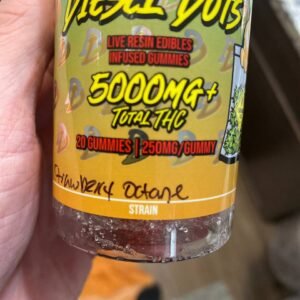 Diesel Dots
LIVE RESIN EDIBLES
INFUSED GUMMIES
5000MG+
TOTAL THC
20 GUMMIES | 250MG/GUMMY
Strawberry Octane
STRAIN